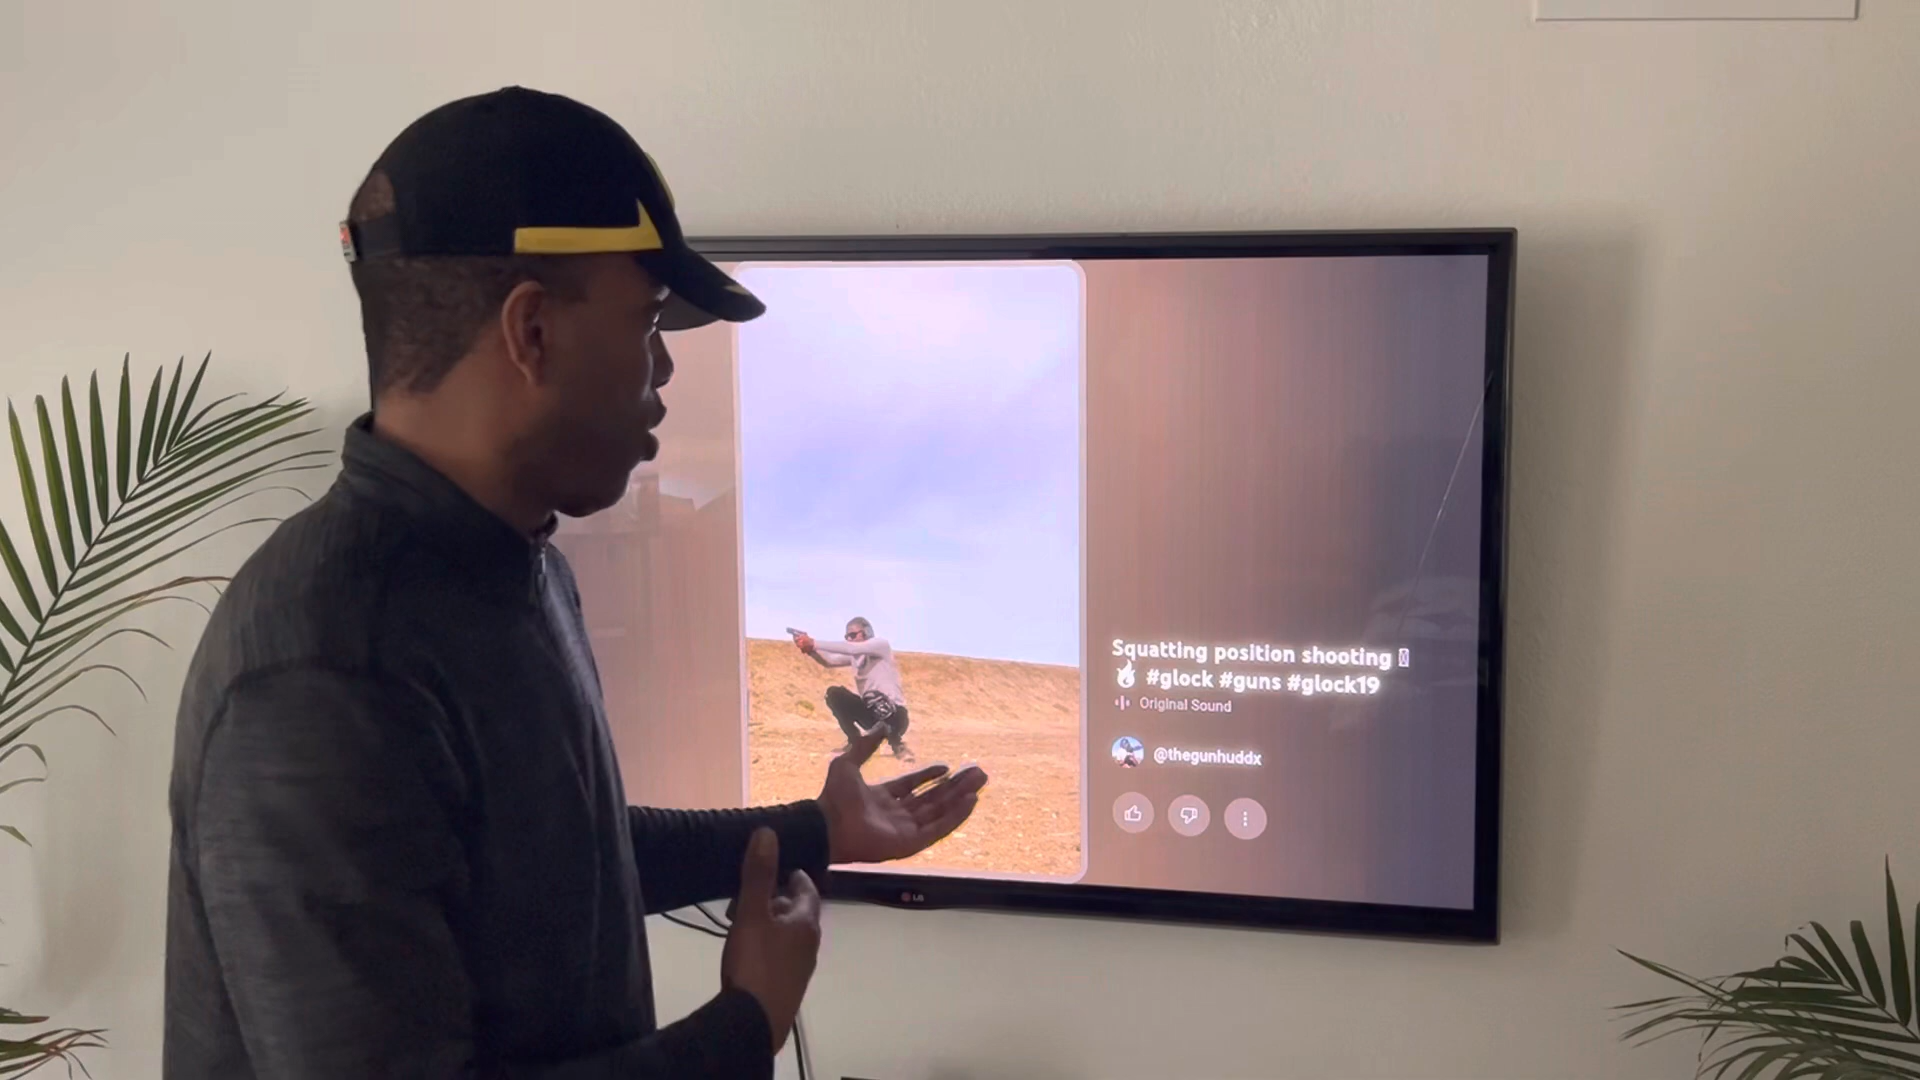 Squatting position shooting
#glock #guns #glock19
Original Sound
@thegunhuddx
LG